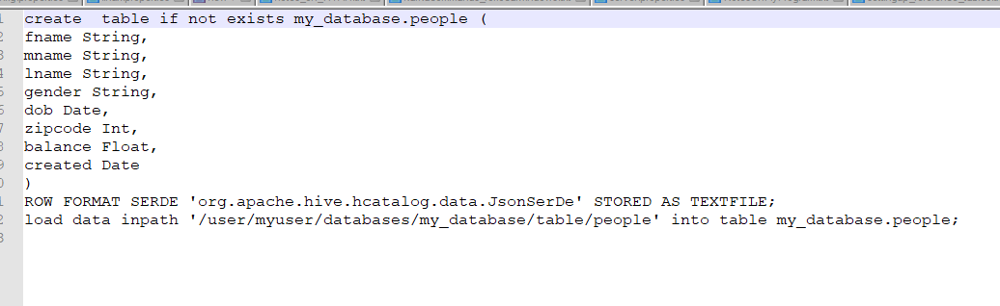 create  table if not exists my_database.people (
fname String,
mname String,
lname String,
gender String,
dob Date,
zipcode Int,
balance Float,
created Date
)
ROW FORMAT SERDE 'org.apache.hive.hcatalog.data.JsonSerDe' STORED AS TEXTFILE;
load data inpath '/user/myuser/databases/my_database/table/people' into table my_database.people;